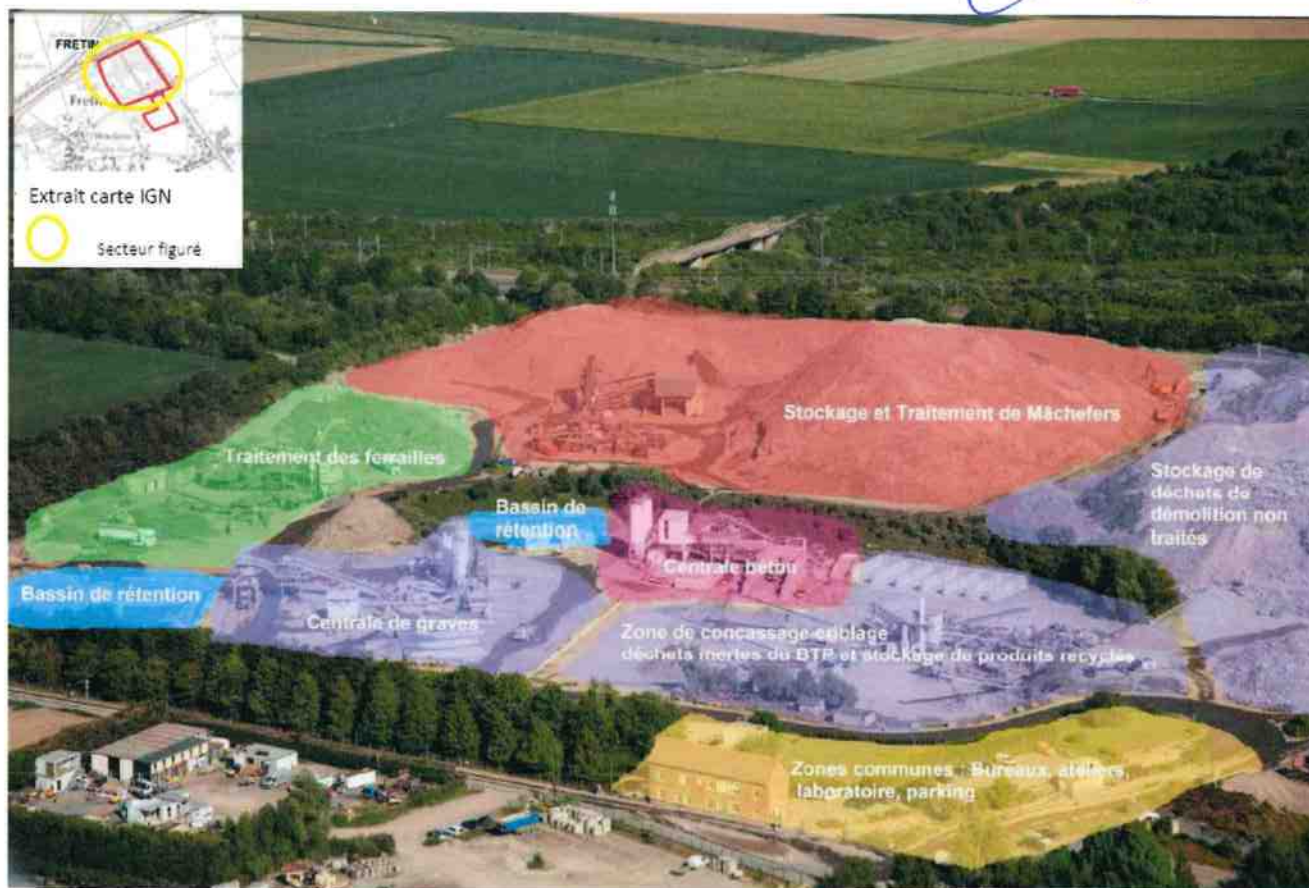 FRETIN
Fretin
Extrait carte IGN
Secteur figuré
Stockage et Traitement de Mâchefers
Traitement des ferrailles
Stockage de
déchets de
démolition non
traités
Bassin de
rétention
Centrale béton
Bassin de rétention
Centrale de graves
Zone de concassage-criblage
déchets inertes du BTP et stockage de produits recyclés
Zones communes : Bureaux, ateliers,
laboratoire, parking